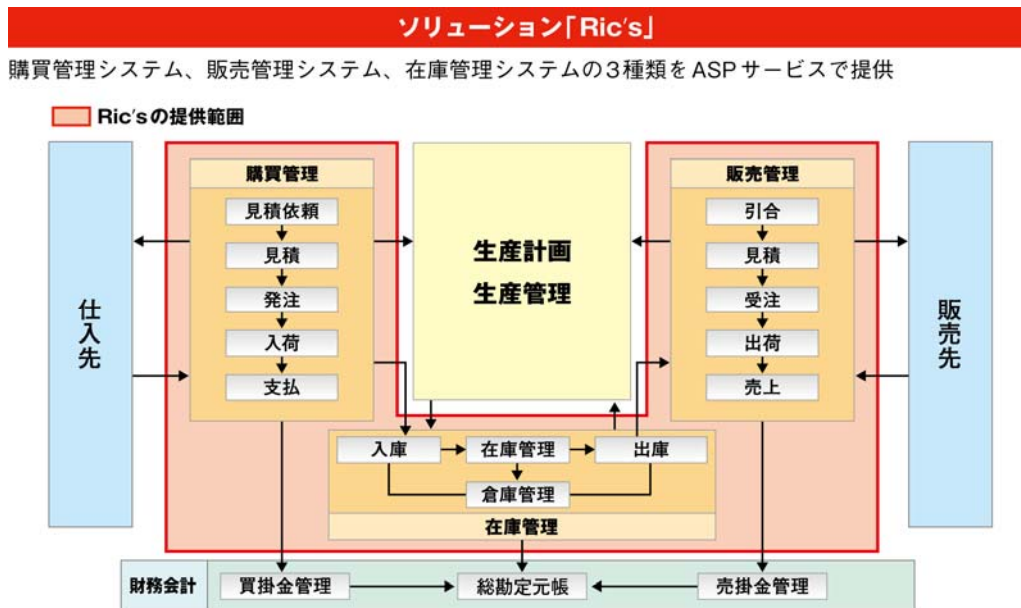 ソリューション「Ric's」
購買管理システム、販売管理システム、在庫管理システムの3種類をASPサービスで提供
Ric'sの提供範囲
仕入先
購買管理
見積依頼
見積
発注
入荷
支払
生産計画
生産管理
販売管理
引合
見積
受注
出荷
売上
販売先
入庫
在庫管理
出庫
倉庫管理
在庫管理
財務会計
買掛金管理
総勘定元帳
売掛金管理